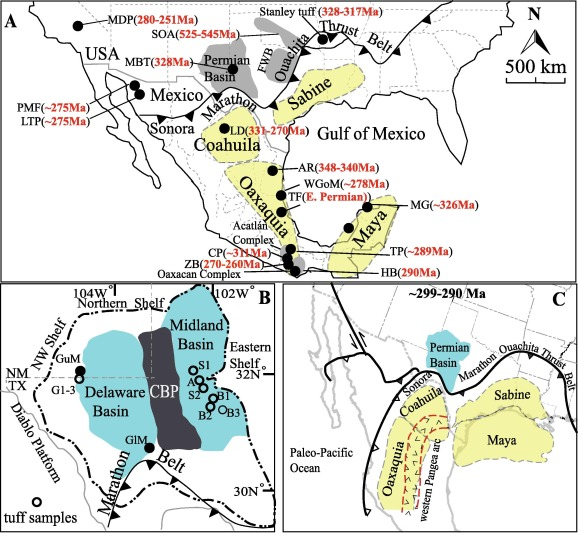 A
MDP(280-251Ma)
Stanley tuff (328-317Ma)
N
SOA(525-545Ma)
Thrust Belt
USA
MBT(328Ma)
Permian
Basin
FWB
Ouachita
500 km
PMF(~275Ma)
LTP(~275Ma)
Mexico
Marathon
Sabine
Sonora
LD(331-270Ma)
Gulf of Mexico
Coahuila
AR(348-340Ma)
WGoM(~278Ma)
Oaxaquia
TF(E. Permian)
MG(~326Ma)
Maya
Acatlán
Complex
CP(~311Ma)
TP(~289Ma)
ZB(270-260Ma)
Oaxacan Complex
HB(290Ma)
104W
102W
B
Northern Shelf
NW Shelf
Midland
Basin
Eastern
Shelf
GuM
NM
TX
G1-3
S1
32N
A
S2
CBP
Delaware
Basin
B1
B2
B3
Diablo Platform
GlM
Marathon
Belt
30N
tuff samples
~299-290 Ma
C
Permian
Basin
Marathon
Ouachita Thrust Belt
Sonora
Coahuila
Sabine
Paleo-Pacific
Ocean
Oaxaquia
western Pangea arc
Maya